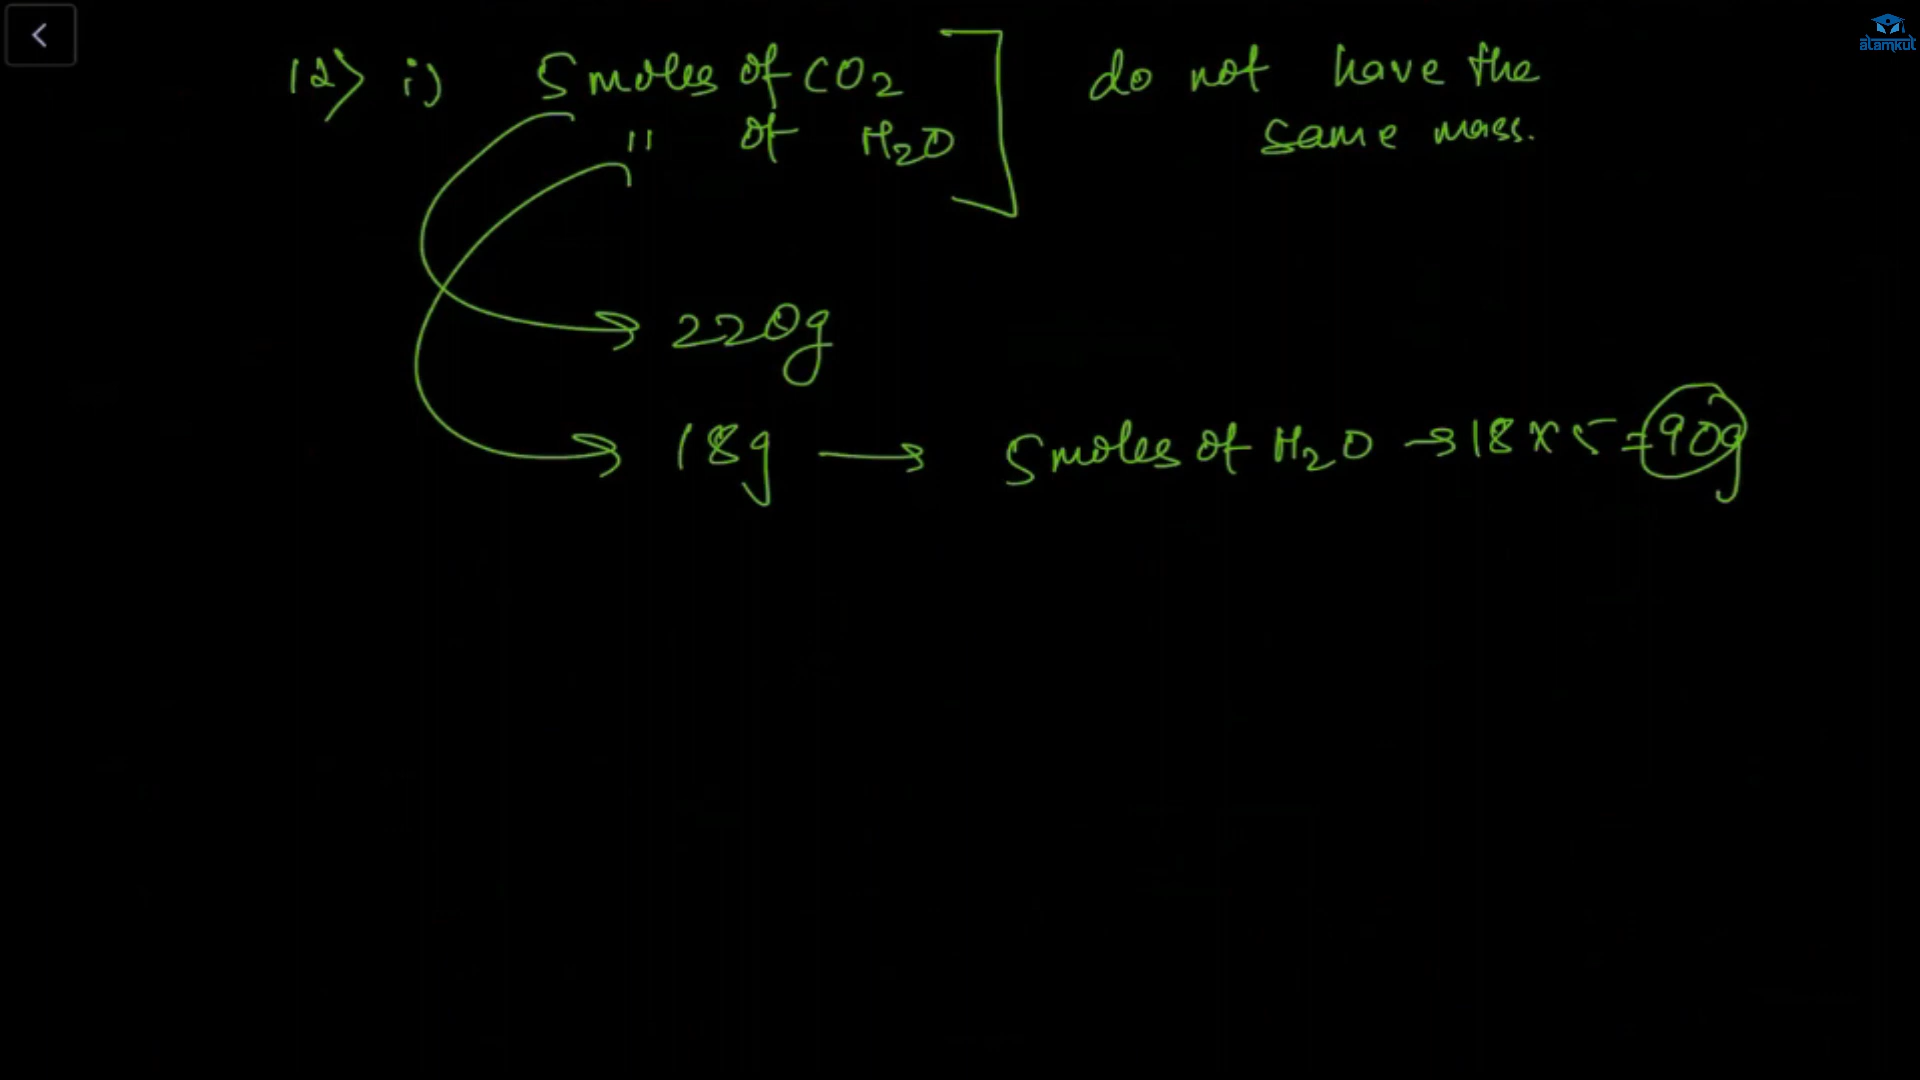 12) i) 5 moles of CO2 do not have the
" of H2O same mass.
220g
18g → 5 moles of H2O → 18 x 5 = 90g
alamkut